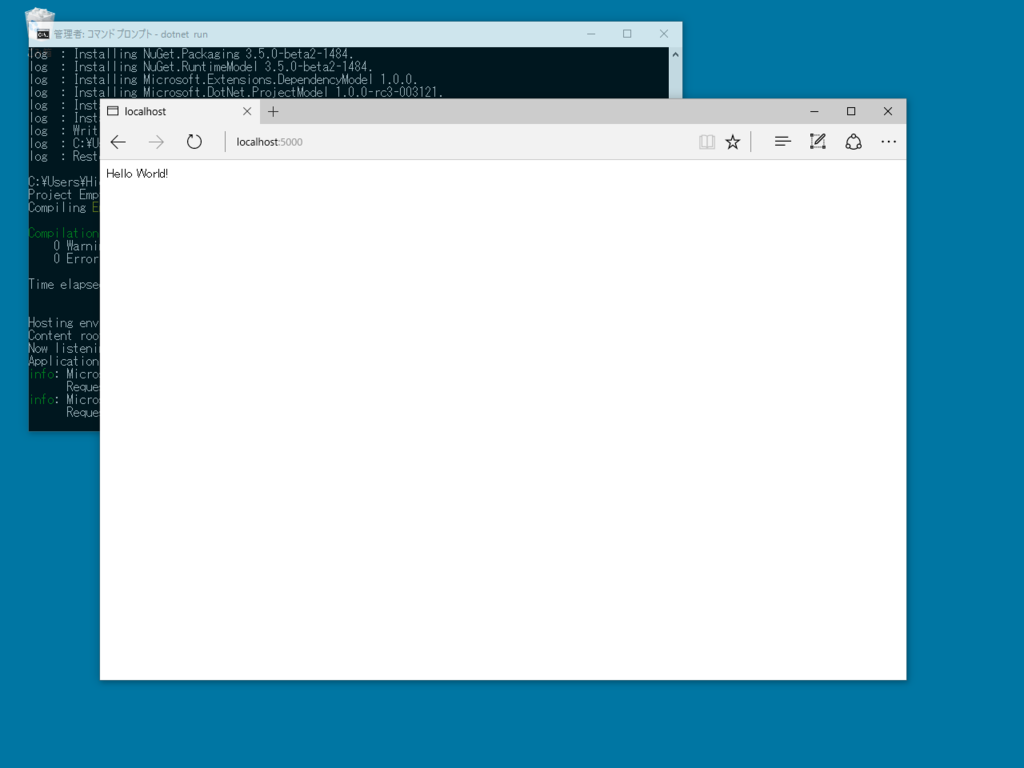 管理者: コマンド プロンプト - dotnet run
log : Installing NuGet.Packaging 3.5.0-beta2-1484.
log : Installing NuGet.RuntimeModel 3.5.0-beta2-1484.
log : Installing Microsoft.Extensions.DependencyModel 1.0.0.
log : Installing Microsoft.DotNet.ProjectModel 1.0.0-rc3-003121.
log : Inst
log : Inst
log : Writ
log : C:¥U
log : Rest
C:¥Users¥Hi
Project Emp
Compiling E
Compilation
0 Warni
0 Error
Time elapse
Hosting env
Content roo
Now listeni
Application
info: Micro
Reque
info: Micro
Reque
localhost
localhost:5000
Hello World!